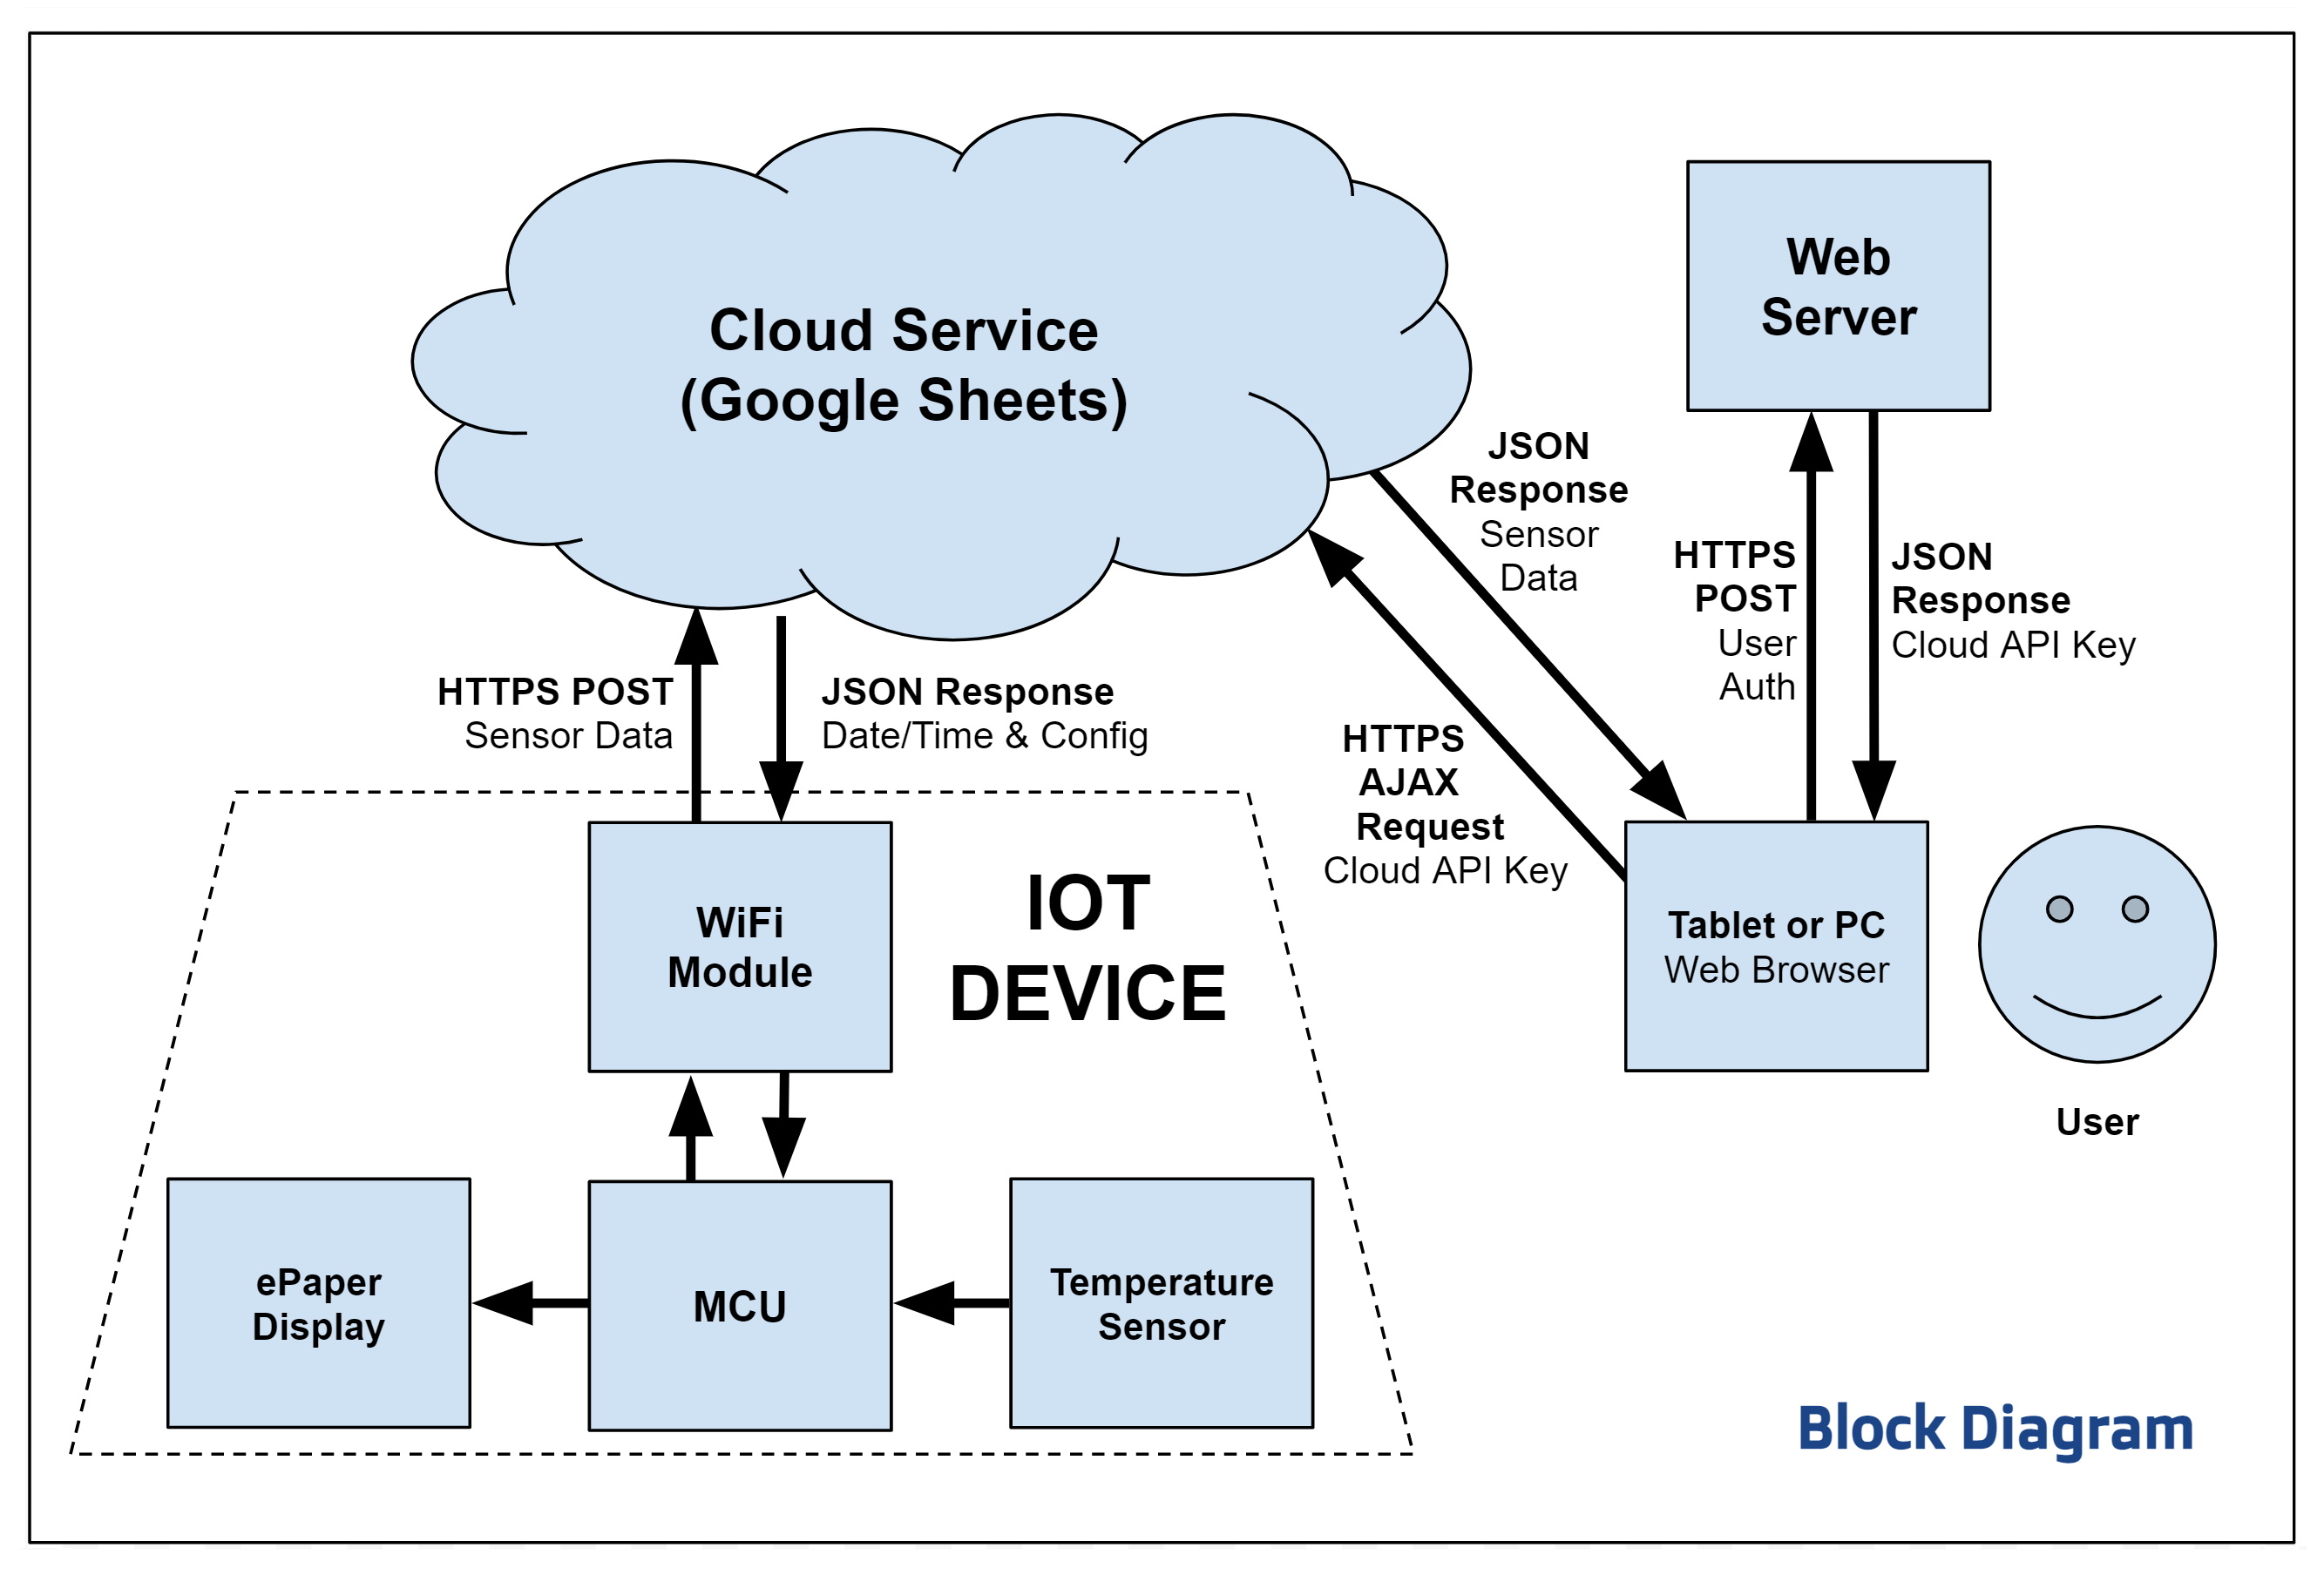 Cloud Service
(Google Sheets)
Web
Server
JSON
Response
Sensor
Data
HTTPS
POST
User
Auth
JSON
Response
Cloud API Key
HTTPS POST
Sensor Data
JSON Response
Date/Time & Config
HTTPS
AJAX
Request
Cloud API Key
WiFi
Module
IOT
DEVICE
Tablet or PC
Web Browser
User
ePaper
Display
MCU
Temperature
Sensor
Block Diagram